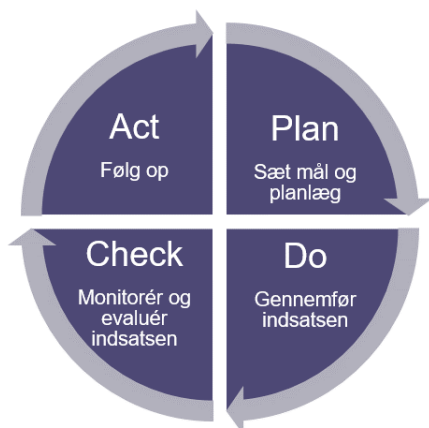 Act
Følg op
Plan
Sæt mål og
planlæg
Check
Monitorér og
evaluér
indsatsen
Do
Gennemfør
indsatsen